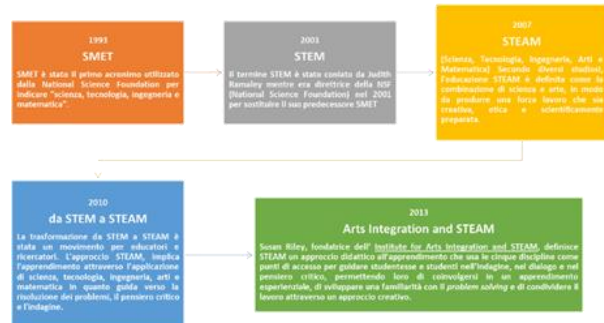 1993
SMET
SMET è stato il primo acronimo utilizzato
dalla National Science Foundation per
indicare "scienza, tecnologia, ingegneria e
matematica".
2001
STEM
Il termine STEM è stato coniato da Judith
Ramaley mentre era direttrice della NSF
(National Science Foundation) nel 2001
per sostituire il suo predecessore SMET
2007
STEAM
(Scienza, Tecnologia, Ingegneria, Arti e
Matematica) Secondo diversi studiosi,
l'educazione STEAM è definita come la
combinazione di scienza e arte, in modo
da produrre una forza lavoro che sia
creativa, etica e scientificamente
preparata.
2010
da STEM a STEAM
La trasformazione da STEM a STEAM è
stata un movimento per educatori e
ricercatori. L'approccio STEAM, implica
l'apprendimento attraverso l'applicazione
di scienza, tecnologia, ingegneria, arti e
matematica in quanto guida verso la
risoluzione dei problemi, il pensiero critico
e l'indagine.
2013
Arts Integration and STEAM
Susan Riley, fondatrice dell' Institute for Arts Integration and STEAM, definisce
STEAM un approccio didattico all'apprendimento che usa le cinque discipline come
punti di accesso per guidare studentesse e studenti nell'indagine, nel dialogo e nel
pensiero critico, permettendo loro di coinvolgersi in un apprendimento
esperienziale, di sviluppare una familiarità con il problem solving e di condividere il
lavoro attraverso un approccio creativo.